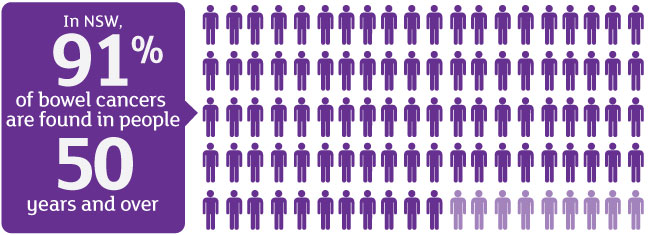 In NSW,
91%
of bowel cancers
are found in people
50
years and over